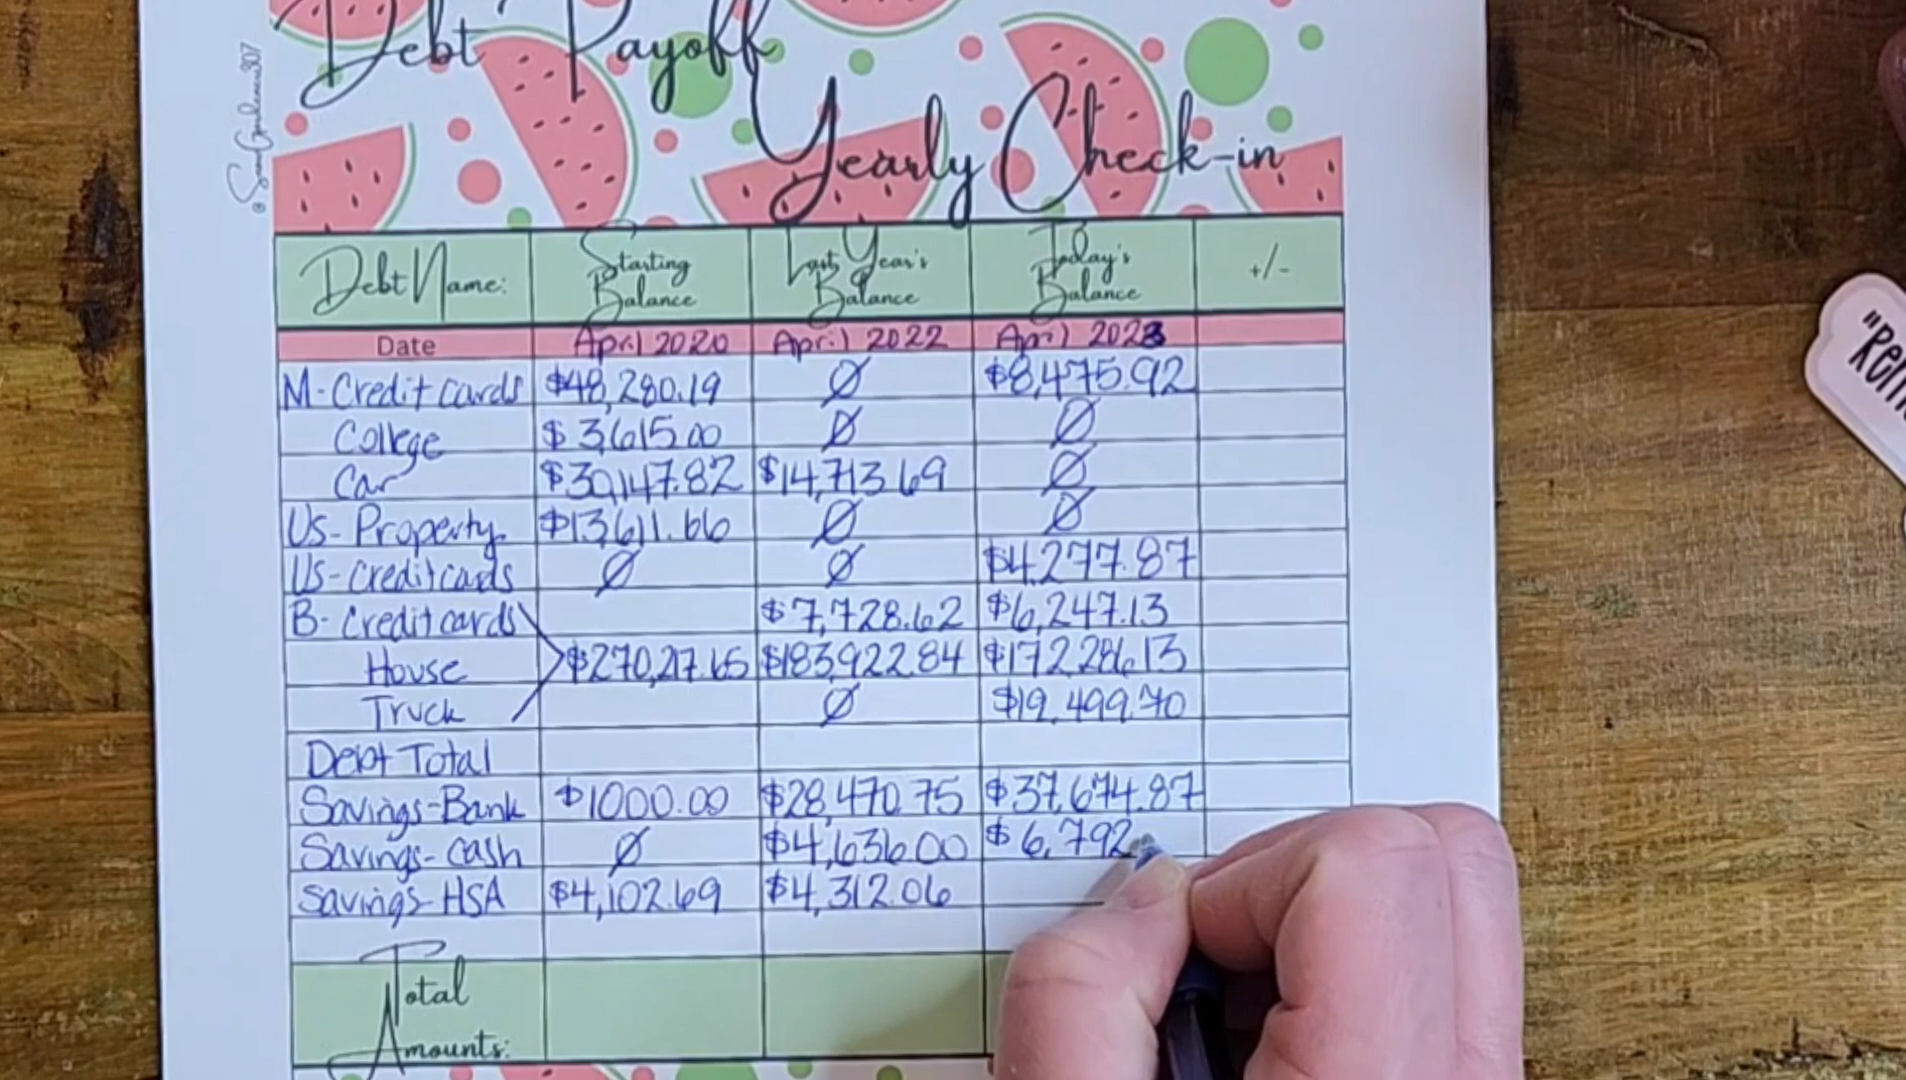 Debt Payoff
Yearly Check-in
Debt Name: Starting Balance Last Year's Balance Today's Balance +/-
Date April 2020 April 2022 April 2023
M-Credit cards $48,280.19 Ø $8,475.92
College $3,615.00 Ø Ø
Car $30,147.82 $14,713.69 Ø
Us-Property $13,611.66 Ø Ø
Us-Credit cards Ø Ø $4,277.87
B-Credit cards $7,728.62 $6,247.13
House $270,217.65 $183,922.84 $172,286.13
Truck Ø $19,499.70
Debt Total
Savings-Bank $1000.00 $28,470.75 $37,674.87
Savings-Cash Ø $4,636.00 $6,792
Savings-HSA $4,102.69 $4,312.06
Total
Amounts: